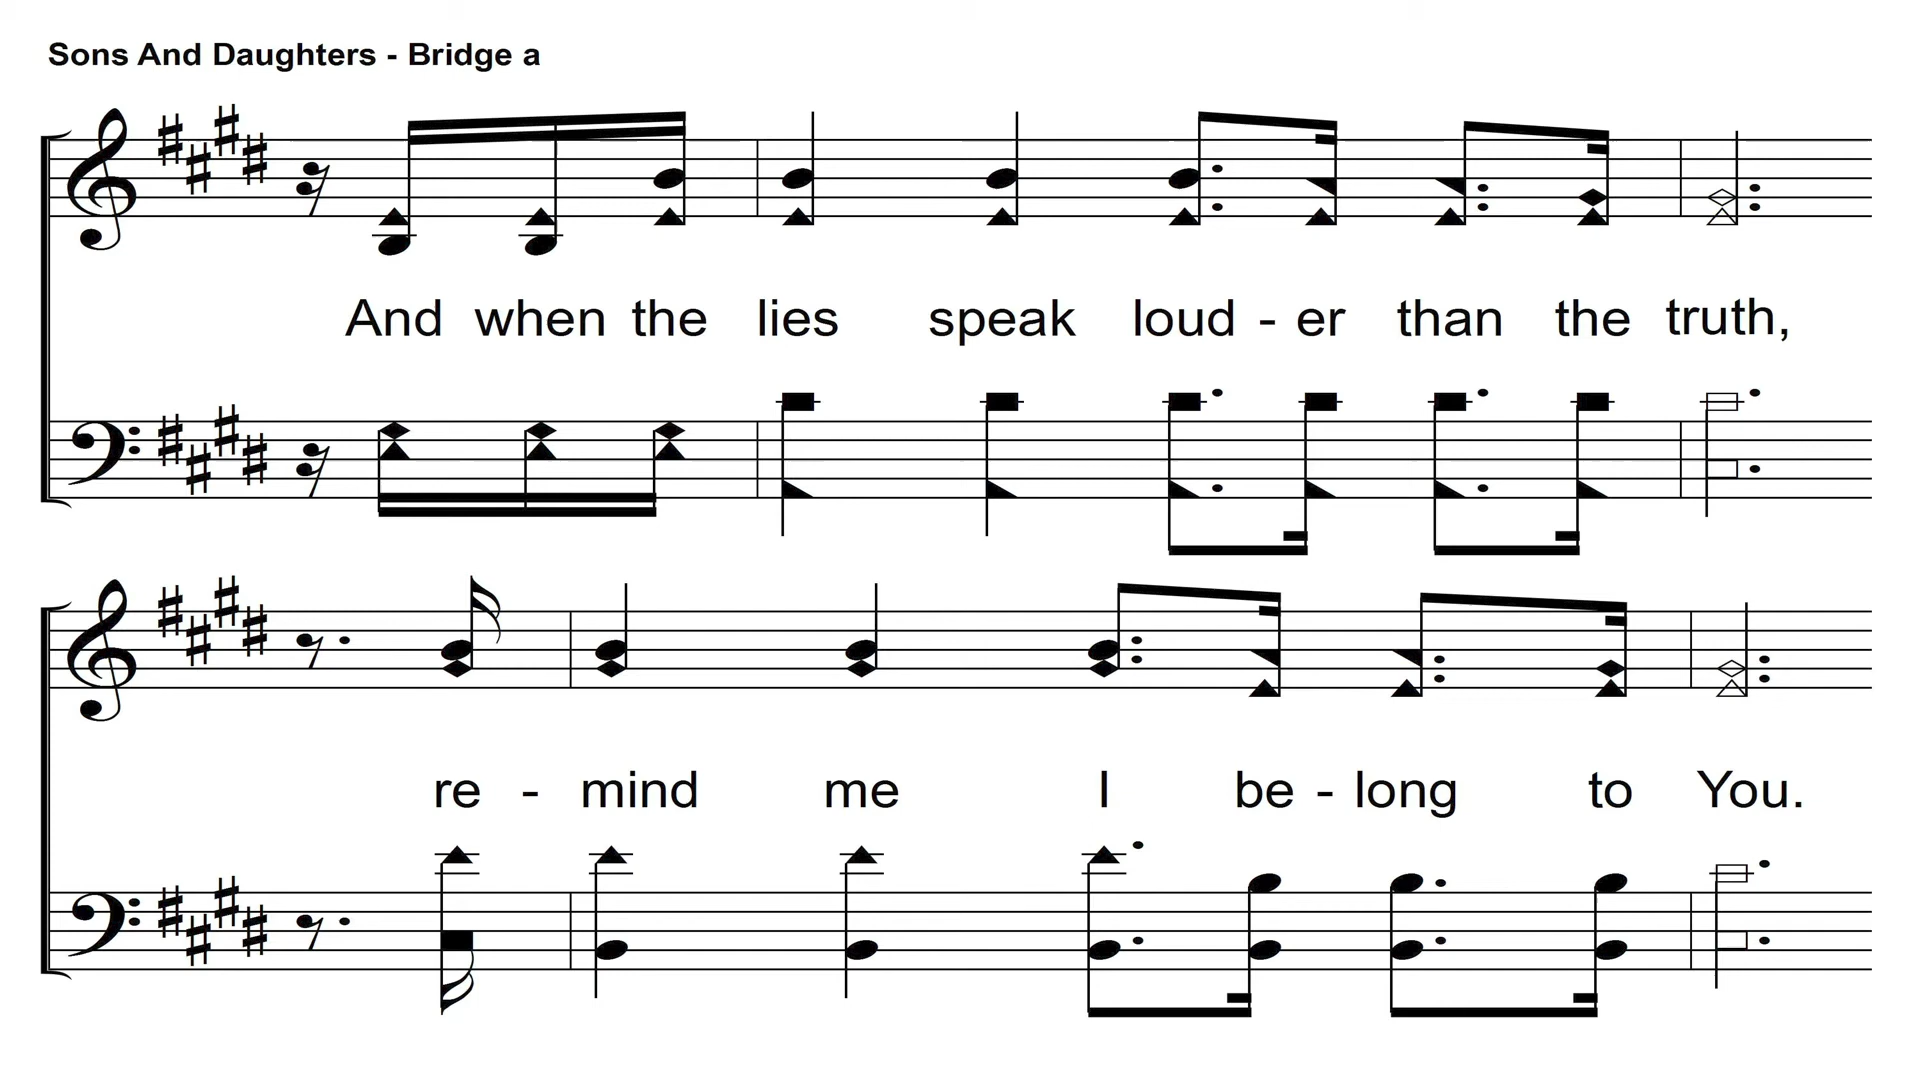 Sons And Daughters - Bridge a
And when the lies speak loud - er than the truth,
re - mind me I be - long to You.